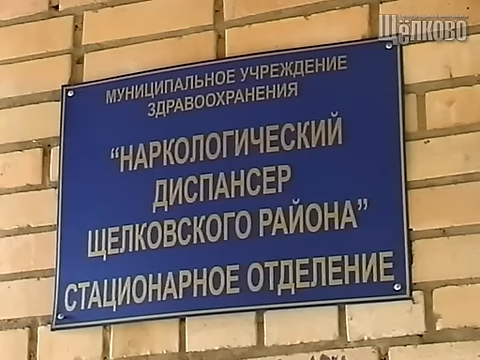 Щёлково
МУНИЦИПАЛЬНОЕ УЧРЕЖДЕНИЕ
ЗДРАВООХРАНЕНИЯ
"НАРКОЛОГИЧЕСКИЙ
ДИСПАНСЕР
ЩЕЛКОВСКОГО РАЙОНА"
СТАЦИОНАРНОЕ ОТДЕЛЕНИЕ